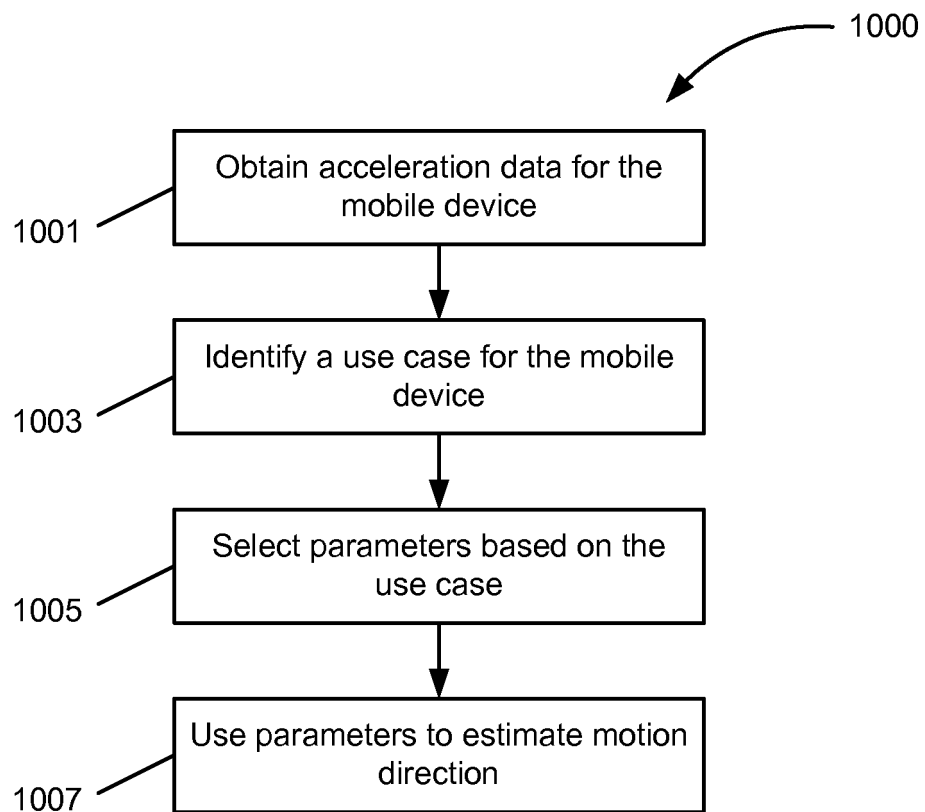 1000
Obtain acceleration data for the
mobile device
1001
Identify a use case for the mobile
device
1003
Select parameters based on the
use case
1005
Use parameters to estimate motion
direction
1007